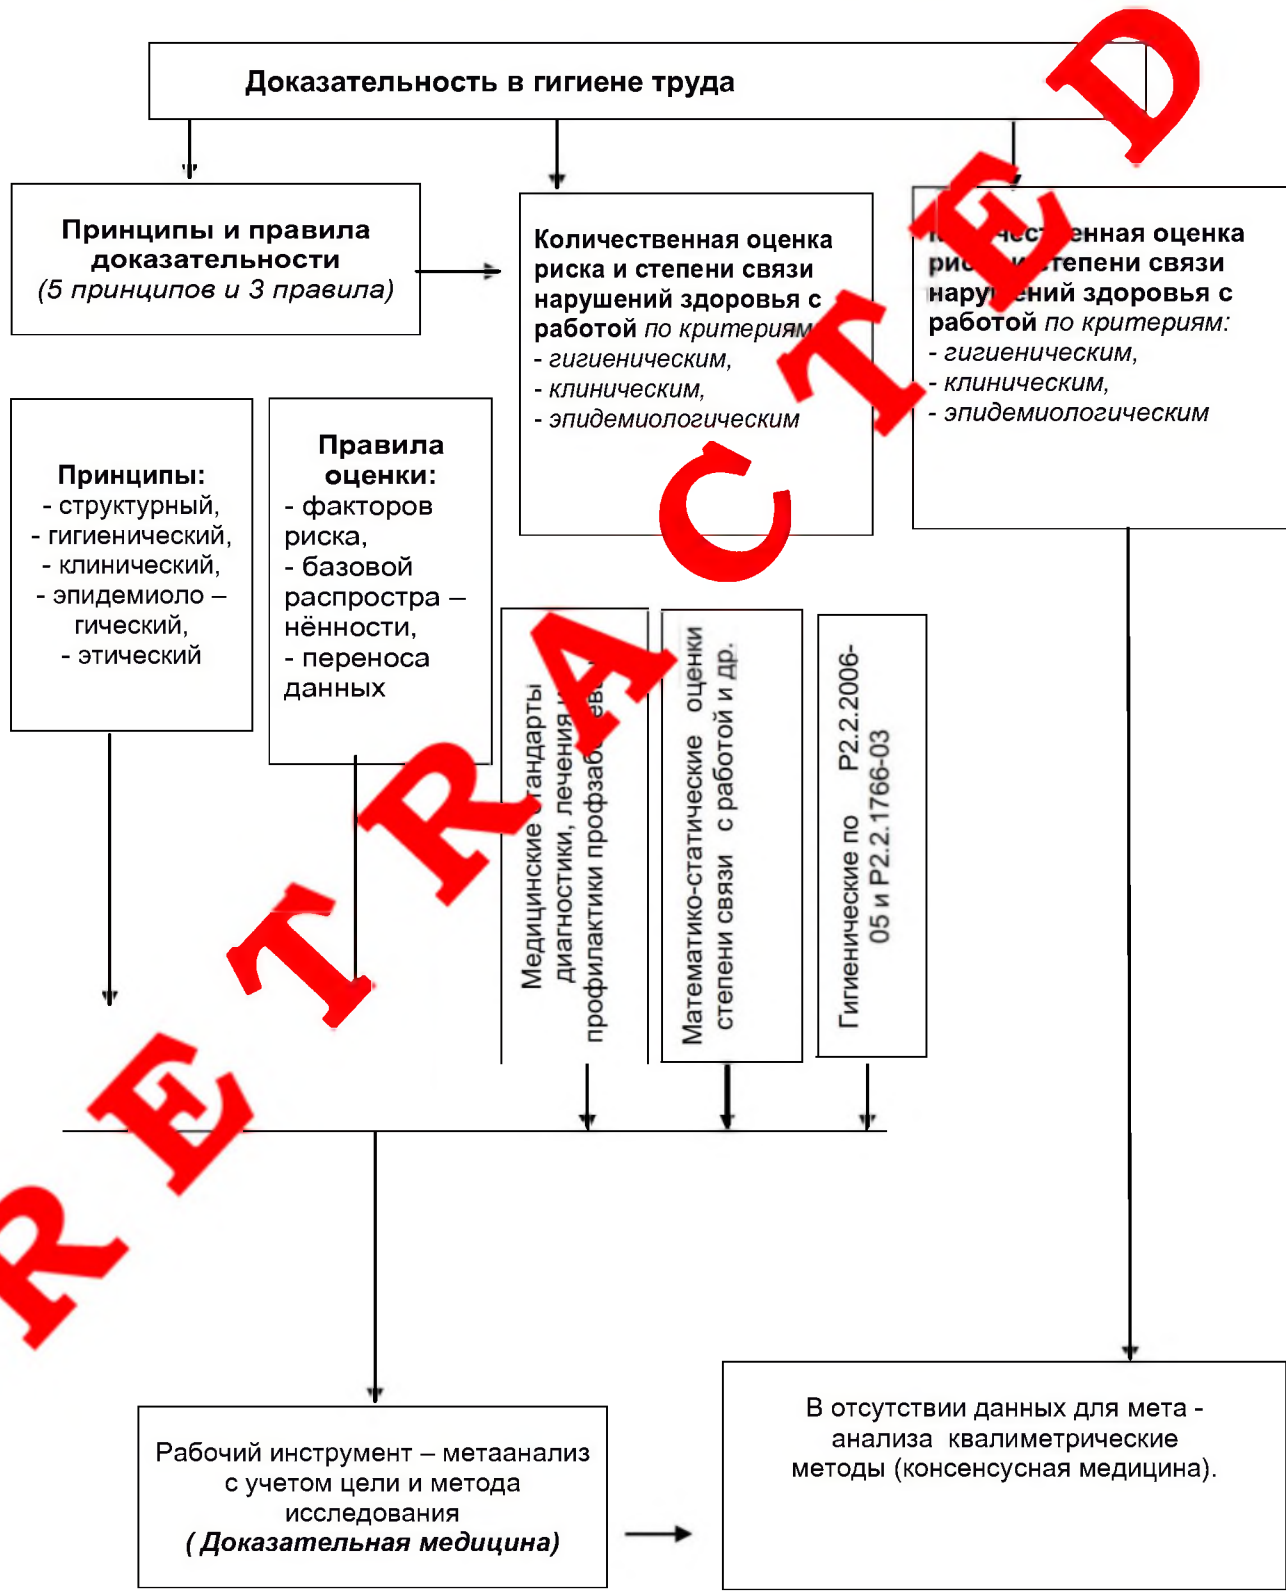 Доказательность в гигиене труда
Принципы и правила
доказательности
(5 принципов и 3 правила)
Количественная оценка
риска и степени связи
нарушений здоровья с
работой по критериям
- гигиеническим,
- клиническим,
- эпидемиологическим
оценка
степени связи
здоровья с
работой по критериям:
- гигиеническим,
- клиническим,
- эпидемиологическим
Принципы:
- структурный,
- гигиенический,
- клинический,
- эпидемиоло –
гический,
- этический
Правила
оценки:
- факторов
риска,
- базовой
распростра –
нённости,
- переноса
данных
Медицинские стандарты
диагностики, лечения
профилактики
Математико-статические оценки
степени связи с работой и др.
Гигиенические по Р2.2.2006-
05 и Р2.2.1766-03
Рабочий инструмент – метаанализ
с учетом цели и метода
исследования
( Доказательная медицина)
В отсутствии данных для мета -
анализа квалиметрические
методы (консенсусная медицина).
RETRACTED